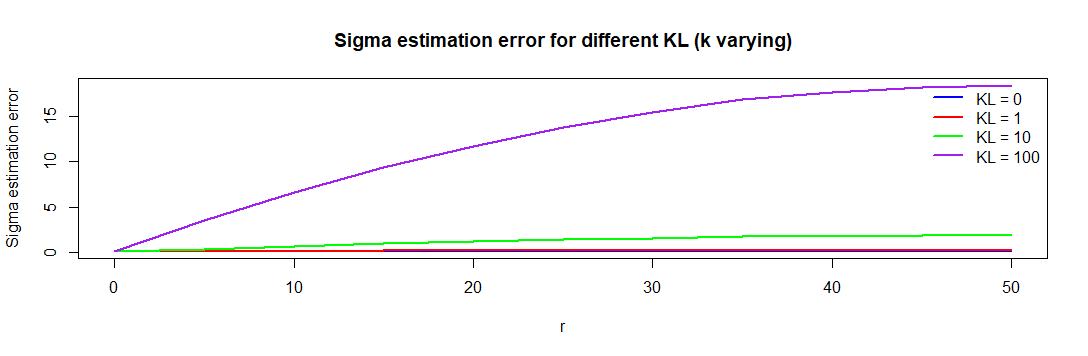 Sigma estimation error for different KL (k varying)
Sigma estimation error
15
10
5
0
KL = 0
KL = 1
KL = 10
KL = 100
0 10 20 30 40 50
r